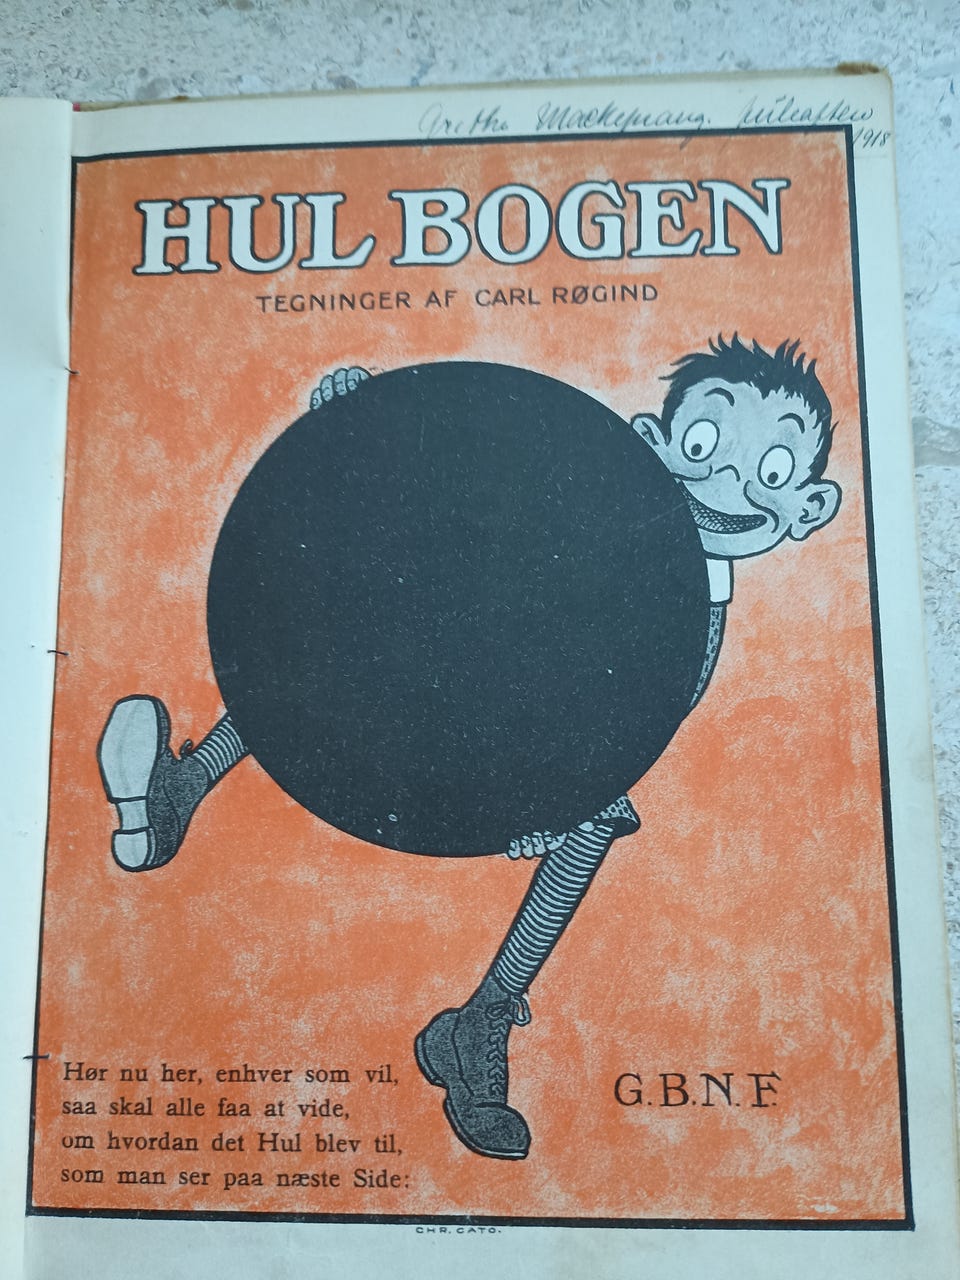 Grethe Mackeprang. Juleaften
1918
HUL BOGEN
TEGNINGER AF CARL RØGIND
Hør nu her, enhver som vil,
saa skal alle faa at vide,
om hvordan det Hul blev til,
som man ser paa næste Side:
G.B.N.F.
CHR. CATO.